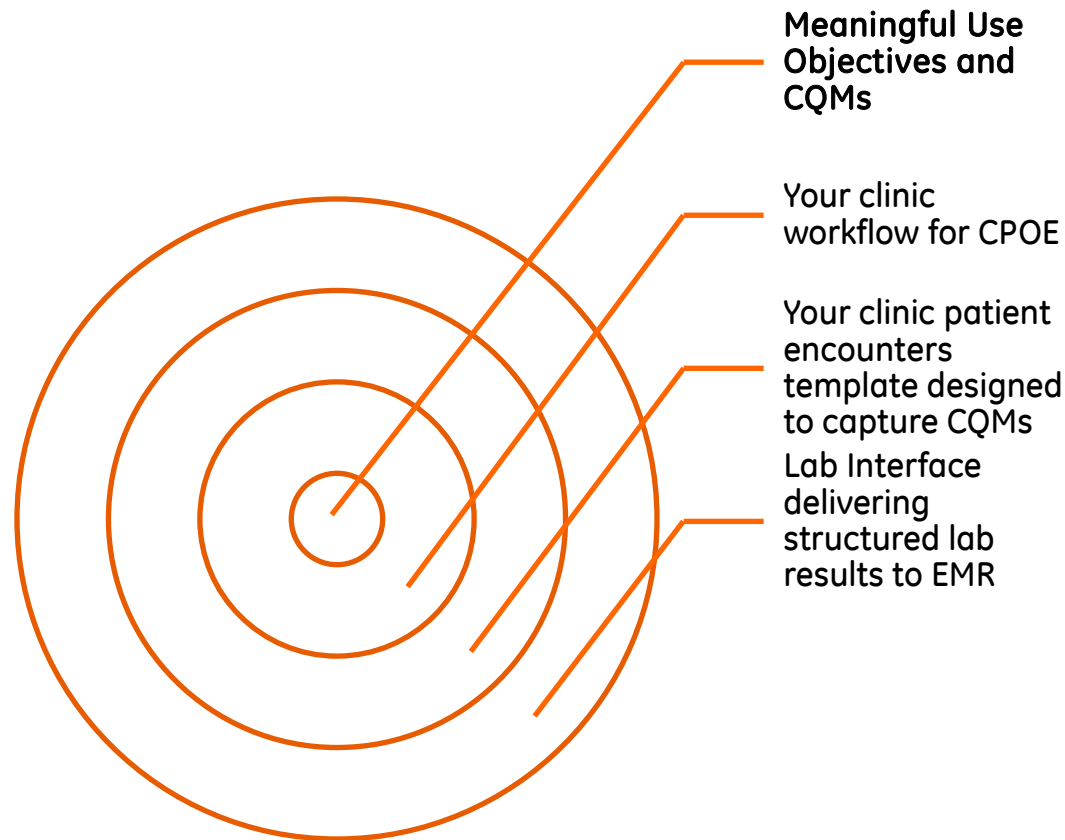 Meaningful Use
Objectives and
CQMs
Your clinic
workflow for CPOE
Your clinic patient
encounters
template designed
to capture CQMs
Lab Interface
delivering
structured lab
results to EMR